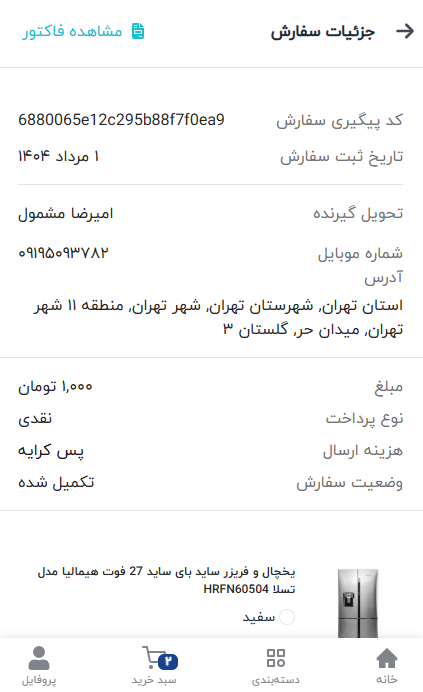 جزئیات سفارش
مشاهده فاکتور
کد پیگیری سفارش 6880065e12c295b88f7f0ea9
تاریخ ثبت سفارش ۱ مرداد ۱۴۰۴
تحویل گیرنده امیرضا مشمول
شماره موبایل ۰۹۱۹۵۰۹۳۷۸۲
آدرس
استان تهران, شهرستان تهران, شهر تهران, منطقه ۱۱ شهر
تهران, میدان حر, گلستان ۳
مبلغ ۱,۰۰۰ تومان
نوع پرداخت نقدی
هزینه ارسال پس کرایه
وضعیت سفارش تکمیل شده
یخچال و فریزر ساید بای ساید 27 فوت هیمالیا مدل
تسلا HRFN60504
سفید
خانه
دسته‌بندی
۲
سبد خرید
پروفایل